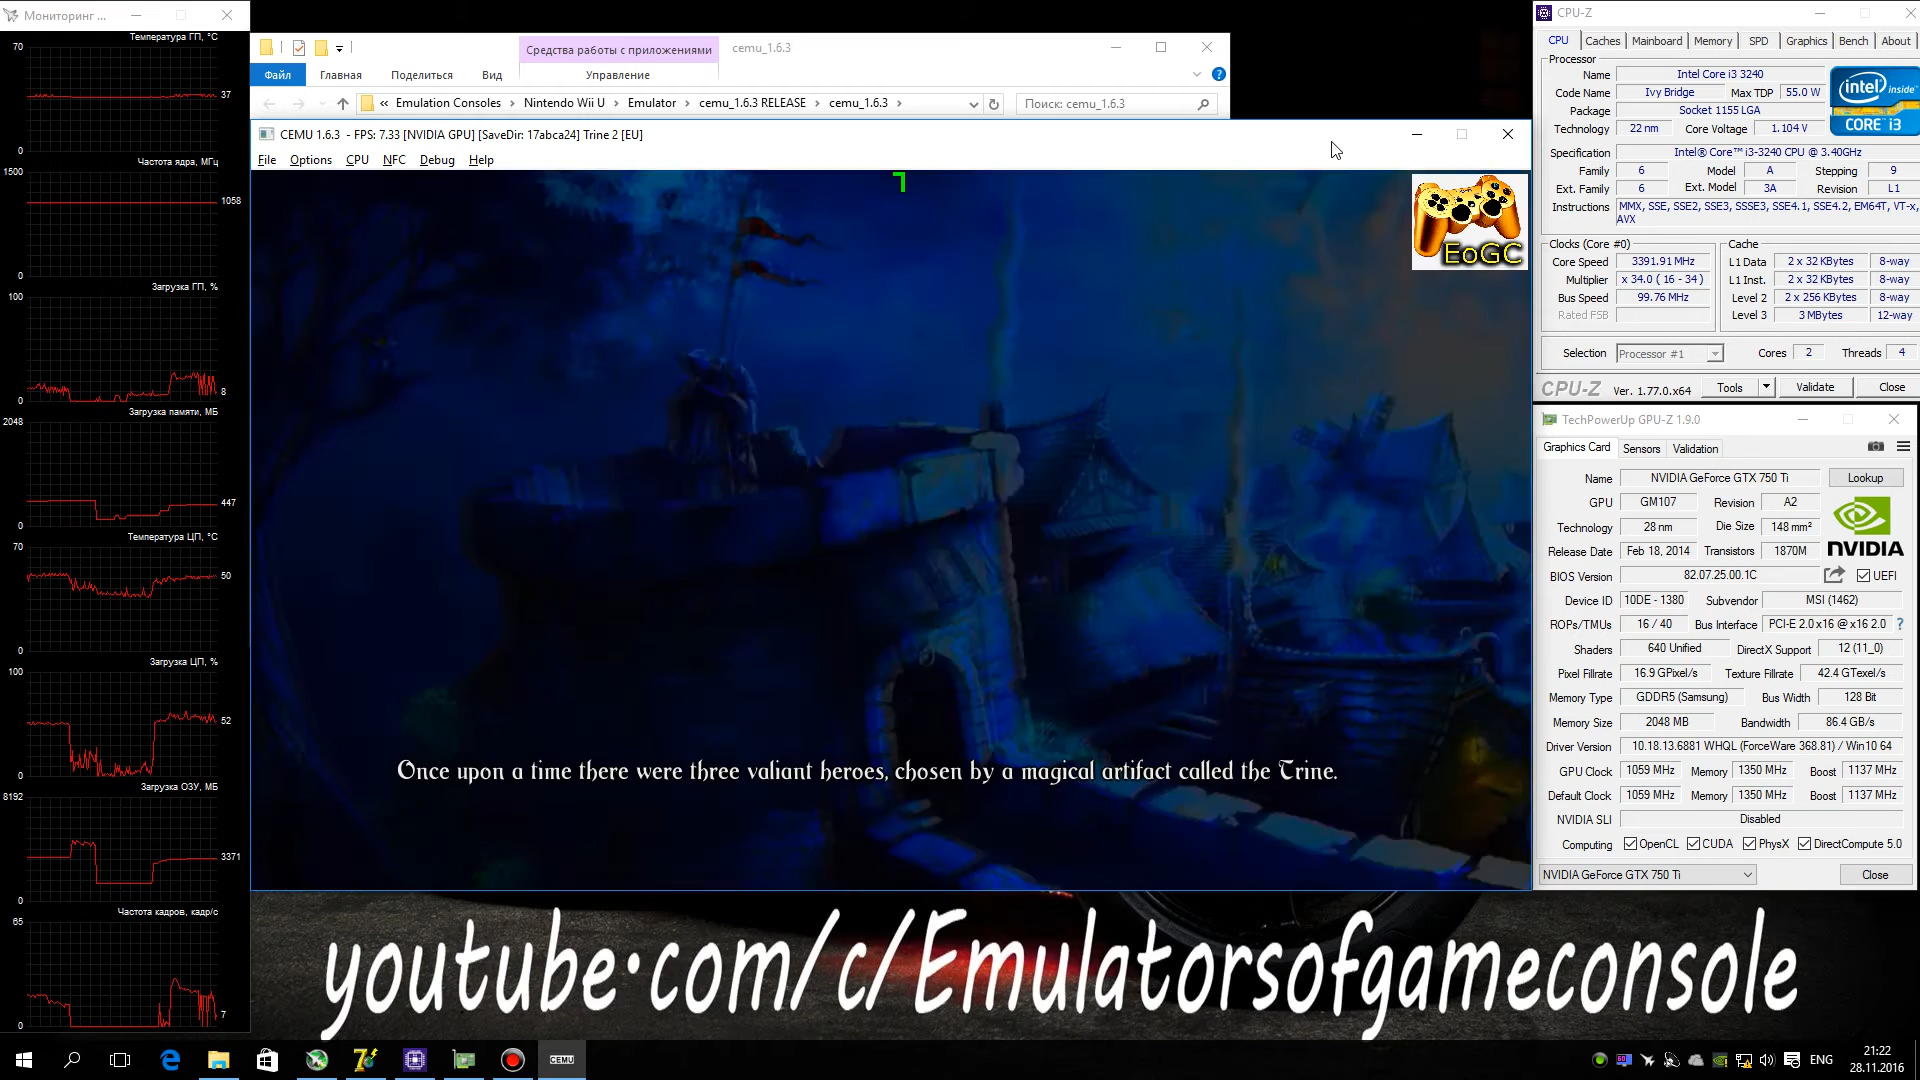 Мониторинг ...
Температура ГП, °C
70
37
0
Частота ядра, МГц
1500
1058
0
Загрузка ГП, %
100
8
0
Загрузка памяти, МБ
2048
447
0
Температура ЦП, °C
70
50
0
Загрузка ЦП, %
100
52
0
Загрузка ОЗУ, МБ
8192
3371
0
Частота кадров, кадр/с
65
7
0
Средства работы с приложениями
cemu_1.6.3
Файл
Главная
Поделиться
Вид
Управление
« Emulation Consoles > Nintendo Wii U > Emulator > cemu_1.6.3 RELEASE > cemu_1.6.3 >
Поиск: cemu_1.6.3
CEMU 1.6.3 - FPS: 7.33 [NVIDIA GPU] [SaveDir: 17abca24] Trine 2 [EU]
File Options CPU NFC Debug Help
7
EoGC
Once upon a time there were three valiant heroes, chosen by a magical artifact called the Trine.
CPU-Z
CPU Caches Mainboard Memory SPD Graphics Bench About
Processor
Name Intel Core i3 3240
Code Name Ivy Bridge Max TDP 55.0 W
Package Socket 1155 LGA
Technology 22 nm Core Voltage 1.104 V
intel inside
CORE i3
Specification Intel® Core™ i3-3240 CPU @ 3.40GHz
Family 6 Model A Stepping 9
Ext. Family 6 Ext. Model 3A Revision L1
Instructions MMX, SSE, SSE2, SSE3, SSSE3, SSE4.1, SSE4.2, EM64T, VT-x,
AVX
Clocks (Core #0)
Core Speed 3391.91 MHz
Multiplier x 34.0 ( 16 - 34 )
Bus Speed 99.76 MHz
Rated FSB
Cache
L1 Data 2 x 32 KBytes 8-way
L1 Inst. 2 x 32 KBytes 8-way
Level 2 2 x 256 KBytes 8-way
Level 3 3 MBytes 12-way
Selection Processor #1 Cores 2 Threads 4
CPU-Z Ver. 1.77.0.x64 Tools Validate Close
TechPowerUp GPU-Z 1.9.0
Graphics Card Sensors Validation
Name NVIDIA GeForce GTX 750 Ti Lookup
GPU GM107 Revision A2
Technology 28 nm Die Size 148 mm²
Release Date Feb 18, 2014 Transistors 1870M
NVIDIA
BIOS Version 82.07.25.00.1C UEFI
Device ID 10DE - 1380 Subvendor MSI (1462)
ROPs/TMUs 16 / 40 Bus Interface PCI-E 2.0 x16 @ x16 2.0 ?
Shaders 640 Unified DirectX Support 12 (11_0)
Pixel Fillrate 16.9 GPixel/s Texture Fillrate 42.4 GTexel/s
Memory Type GDDR5 (Samsung) Bus Width 128 Bit
Memory Size 2048 MB Bandwidth 86.4 GB/s
Driver Version 10.18.13.6881 WHQL (ForceWare 368.81) / Win10 64
GPU Clock 1059 MHz Memory 1350 MHz Boost 1137 MHz
Default Clock 1059 MHz Memory 1350 MHz Boost 1137 MHz
NVIDIA SLI Disabled
Computing OpenCL CUDA PhysX DirectCompute 5.0
NVIDIA GeForce GTX 750 Ti Close
youtube.com/c/Emulatorsofgameconsole
CEMU
60
ENG
21:22
28.11.2016